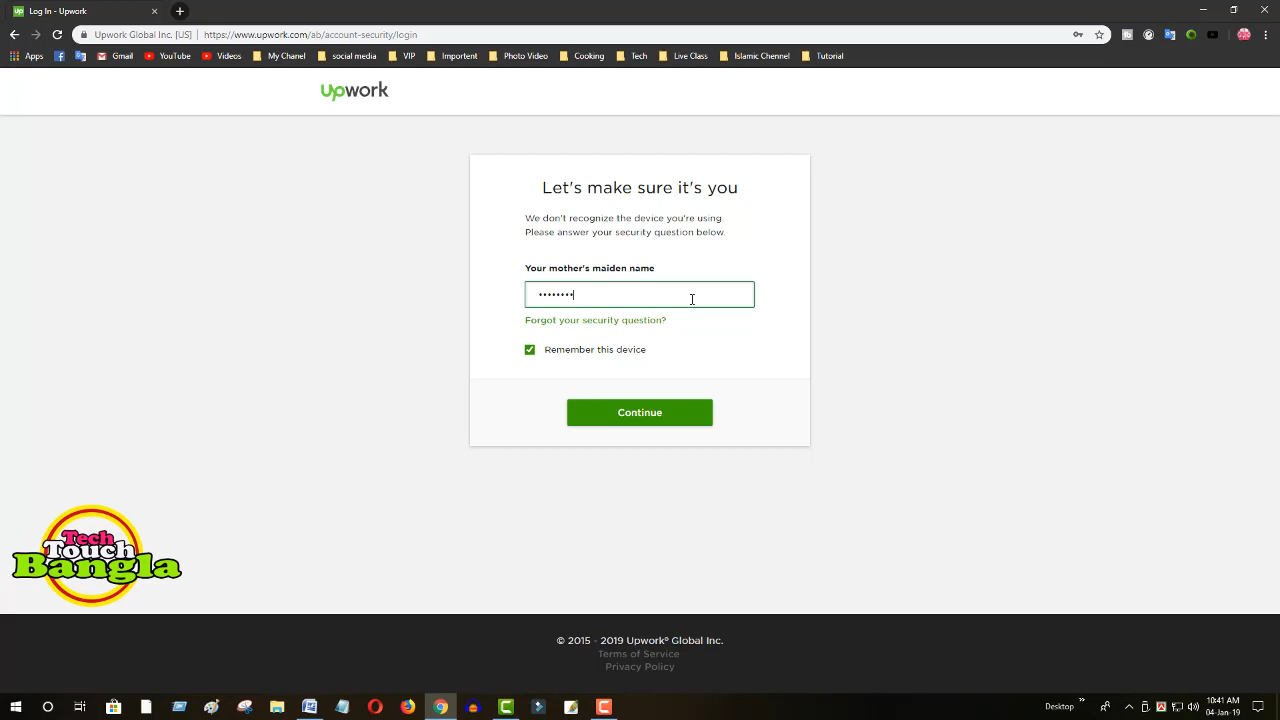 Log In - Upwork
Upwork Global Inc. [US] https://www.upwork.com/ab/account-security/login
Apps Gmail YouTube Videos My Chanel social media VIP Importent Photo Video Cooking Tech Live Class Islamic Channel Tutorial
upwork
Let's make sure it's you
We don't recognize the device you're using.
Please answer your security question below.
Your mother's maiden name
••••••••
Forgot your security question?
Remember this device
Continue
Tech
Touch
Bangla
© 2015 - 2019 Upwork® Global Inc.
Terms of Service
Privacy Policy
Desktop
10:41 AM
04-Jan-19